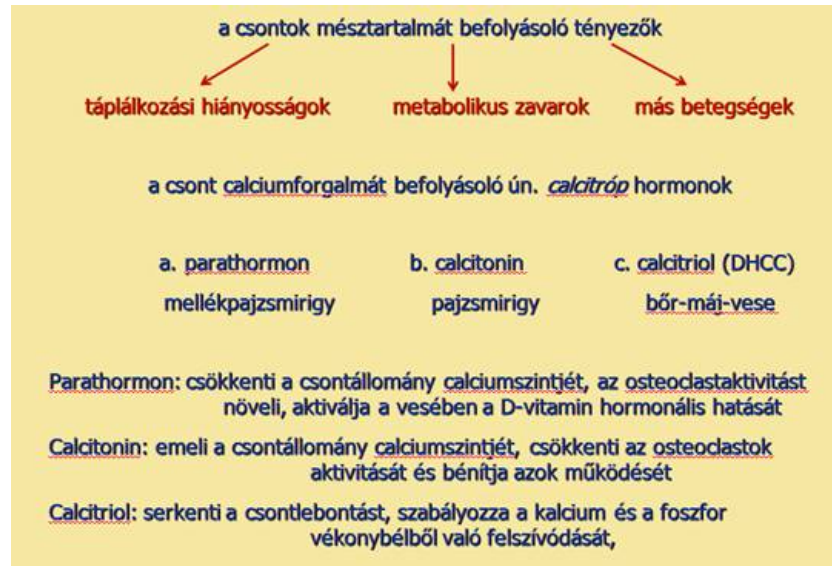 a csontok mésztartalmát befolyásoló tényezők
táplálkozási hiányosságok metabolikus zavarok más betegségek
a csont calciumforgalmát befolyásoló ún. calcitróp hormonok
a. parathormon b. calcitonin c. calcitriol (DHCC)
mellékpajzsmirigy pajzsmirigy bőr-máj-vese
Parathormon: csökkenti a csontállomány calciumszintjét, az osteoclastaktivitást
növeli, aktiválja a vesében a D-vitamin hormonális hatását
Calcitonin: emeli a csontállomány calciumszintjét, csökkenti az osteoclastok
aktivitását és bénítja azok működését
Calcitriol: serkenti a csontlebontást, szabályozza a kalcium és a foszfor
vékonybélből való felszívódását,